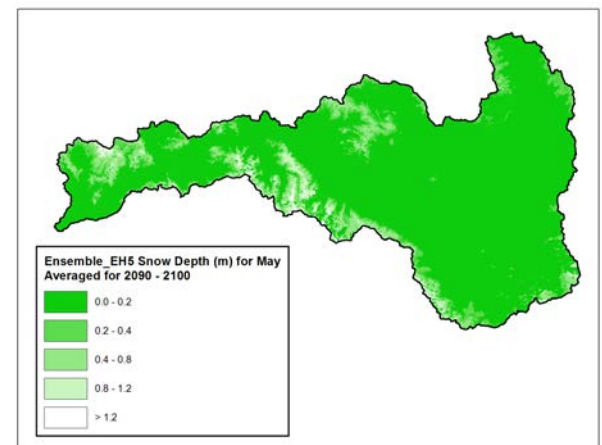 Ensemble_EH5 Snow Depth (m) for May
Averaged for 2090 - 2100
0.0 - 0.2
0.2 - 0.4
0.4 - 0.8
0.8 - 1.2
> 1.2